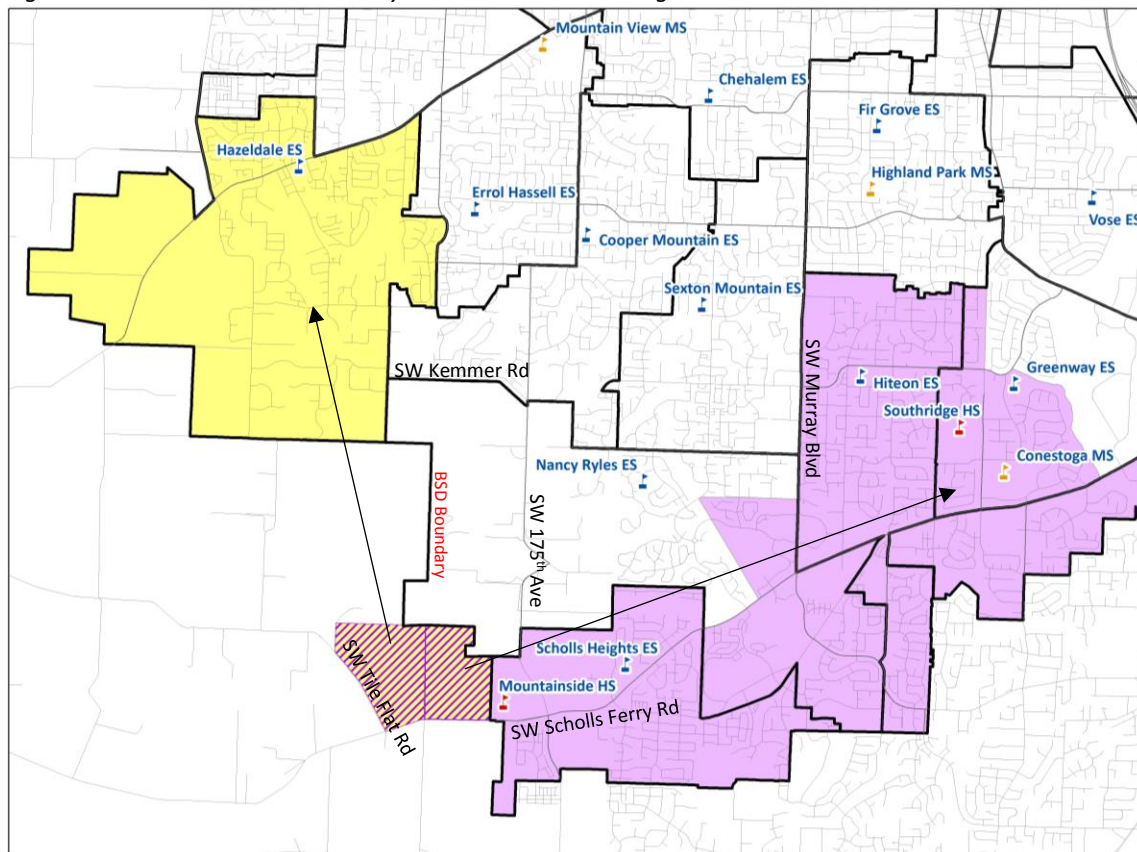 Mountain View MS
Chehalem ES
Fir Grove ES
Hazeldale ES
Highland Park MS
Errol Hassell ES
Vose ES
Cooper Mountain ES
Sexton Mountain ES
SW Kemmer Rd
SW Murray Blvd
Greenway ES
Hiteon ES
Southridge HS
Conestoga MS
Nancy Ryles ES
BSD Boundary
SW 175th Ave
Scholls Heights ES
SW Tile Flat Rd
Mountainside HS
SW Scholls Ferry Rd